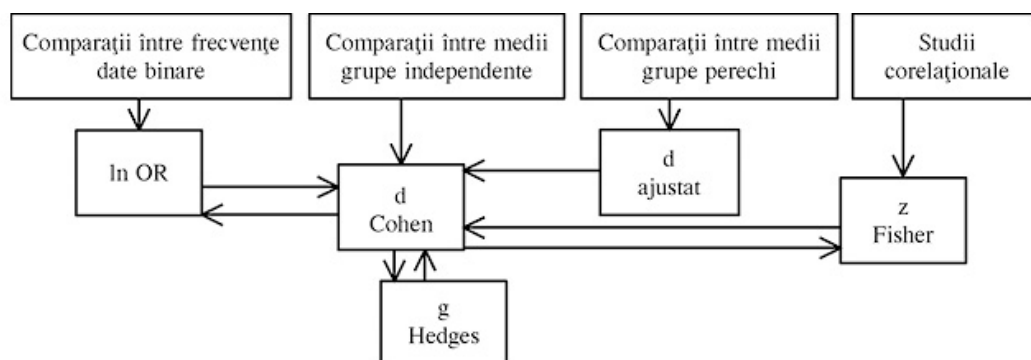 Comparaţii între frecvenţe
date binare
Comparaţii între medii
grupe independente
Comparaţii între medii
grupe perechi
Studii
corelaţionale
ln OR
d
Cohen
d
ajustat
z
Fisher
g
Hedges